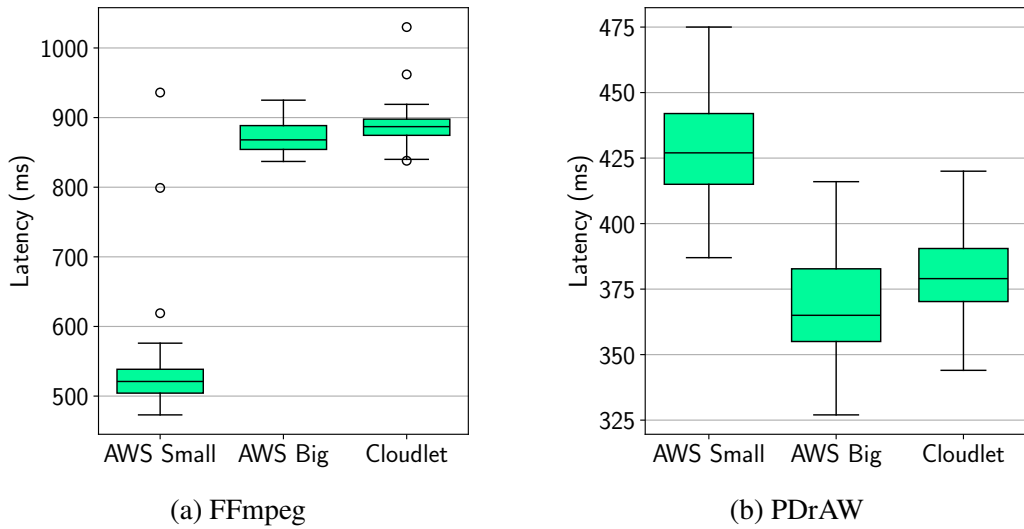 1000
900
800
700
600
500
Latency (ms)
AWS Small AWS Big Cloudlet
(a) FFmpeg
475
450
425
400
375
350
325
Latency (ms)
AWS Small AWS Big Cloudlet
(b) PDrAW